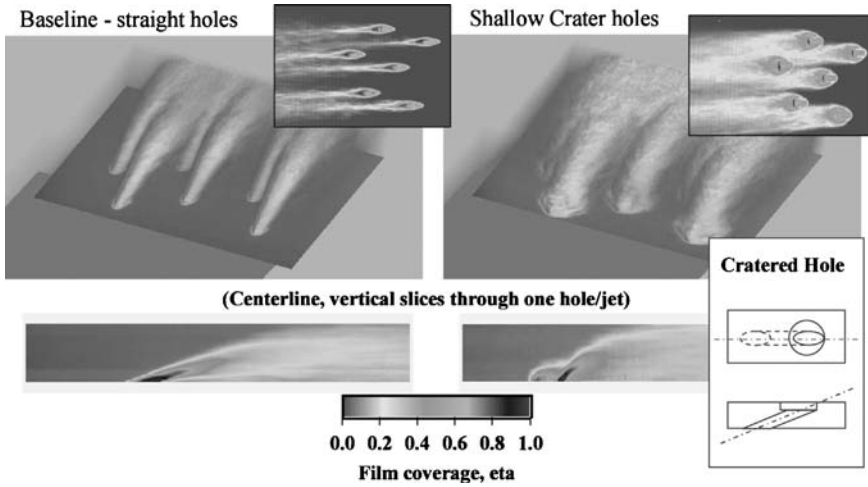 Baseline - straight holes
Shallow Crater holes
Cratered Hole
(Centerline, vertical slices through one hole/jet)
0.0 0.2 0.4 0.6 0.8 1.0
Film coverage, eta